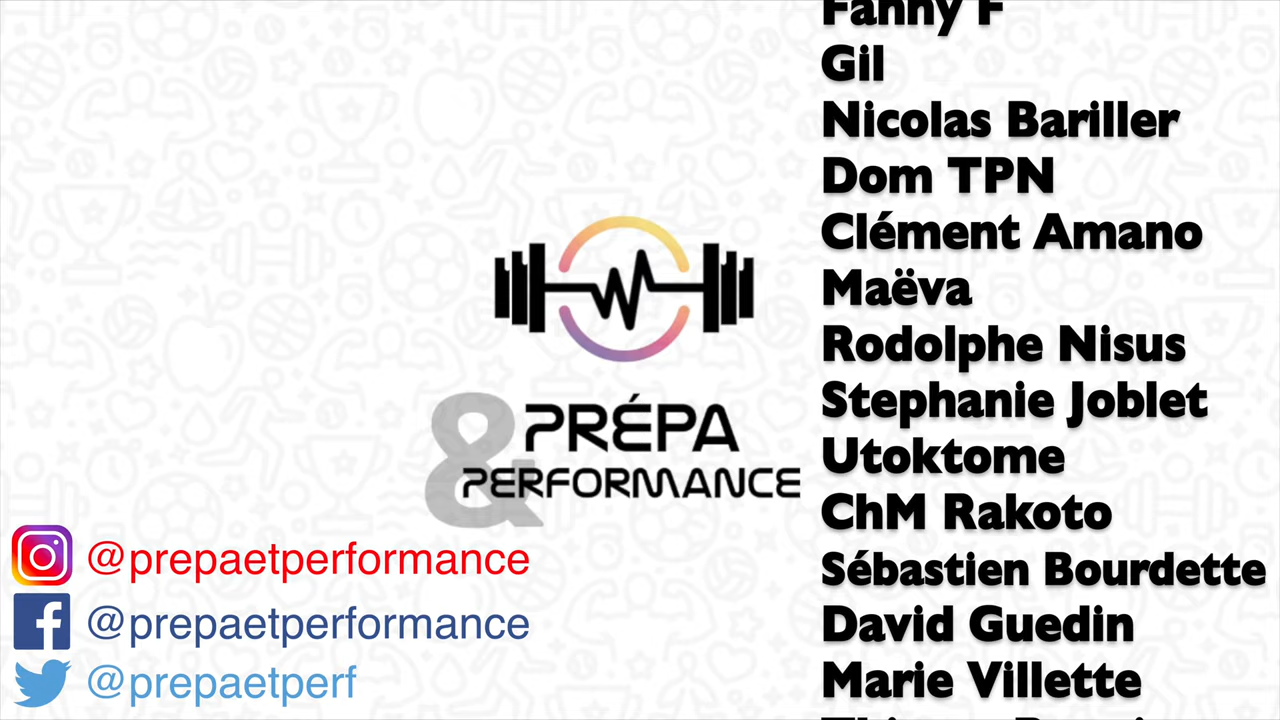 Fanny F
Gil
Nicolas Bariller
Dom TPN
Clément Amano
Maëva
Rodolphe Nisus
Stephanie Joblet
Utoktome
ChM Rakoto
Sébastien Bourdette
David Guedin
Marie Villette
&
PRÉPA
PERFORMANCE
@prepaetperformance
@prepaetperformance
@prepaetperf